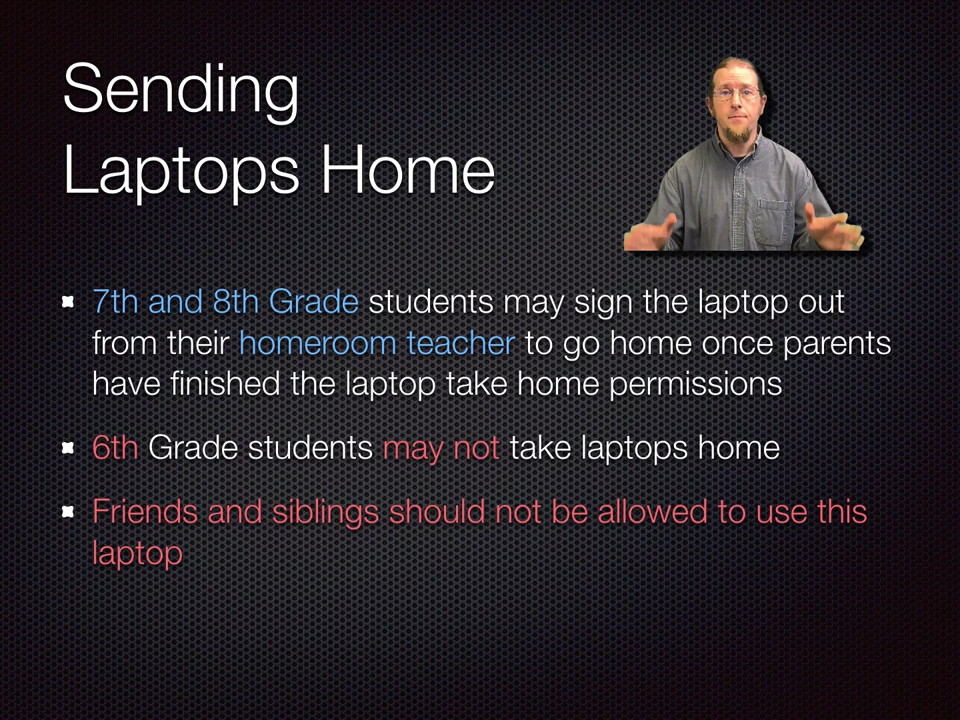 Sending
Laptops Home
7th and 8th Grade students may sign the laptop out
from their homeroom teacher to go home once parents
have finished the laptop take home permissions
6th Grade students may not take laptops home
Friends and siblings should not be allowed to use this
laptop